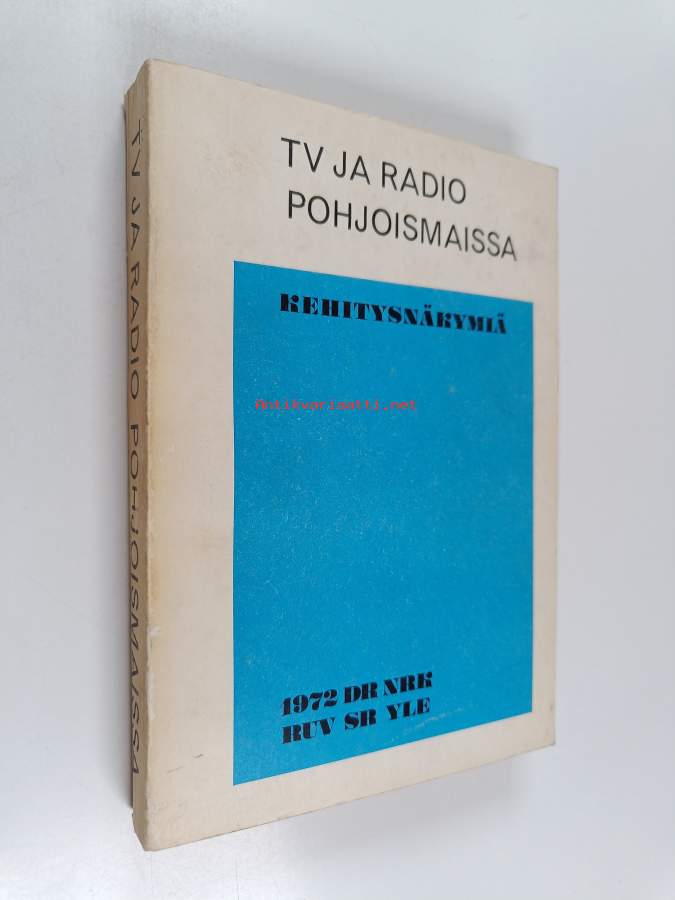 TV JA RADIO POHJOISMAISSA
TV JA RADIO
POHJOISMAISSA
KEHITYSNÄKYMIÄ
Antikvariaatti.net
1972 DR NRK
RUV SR YLE